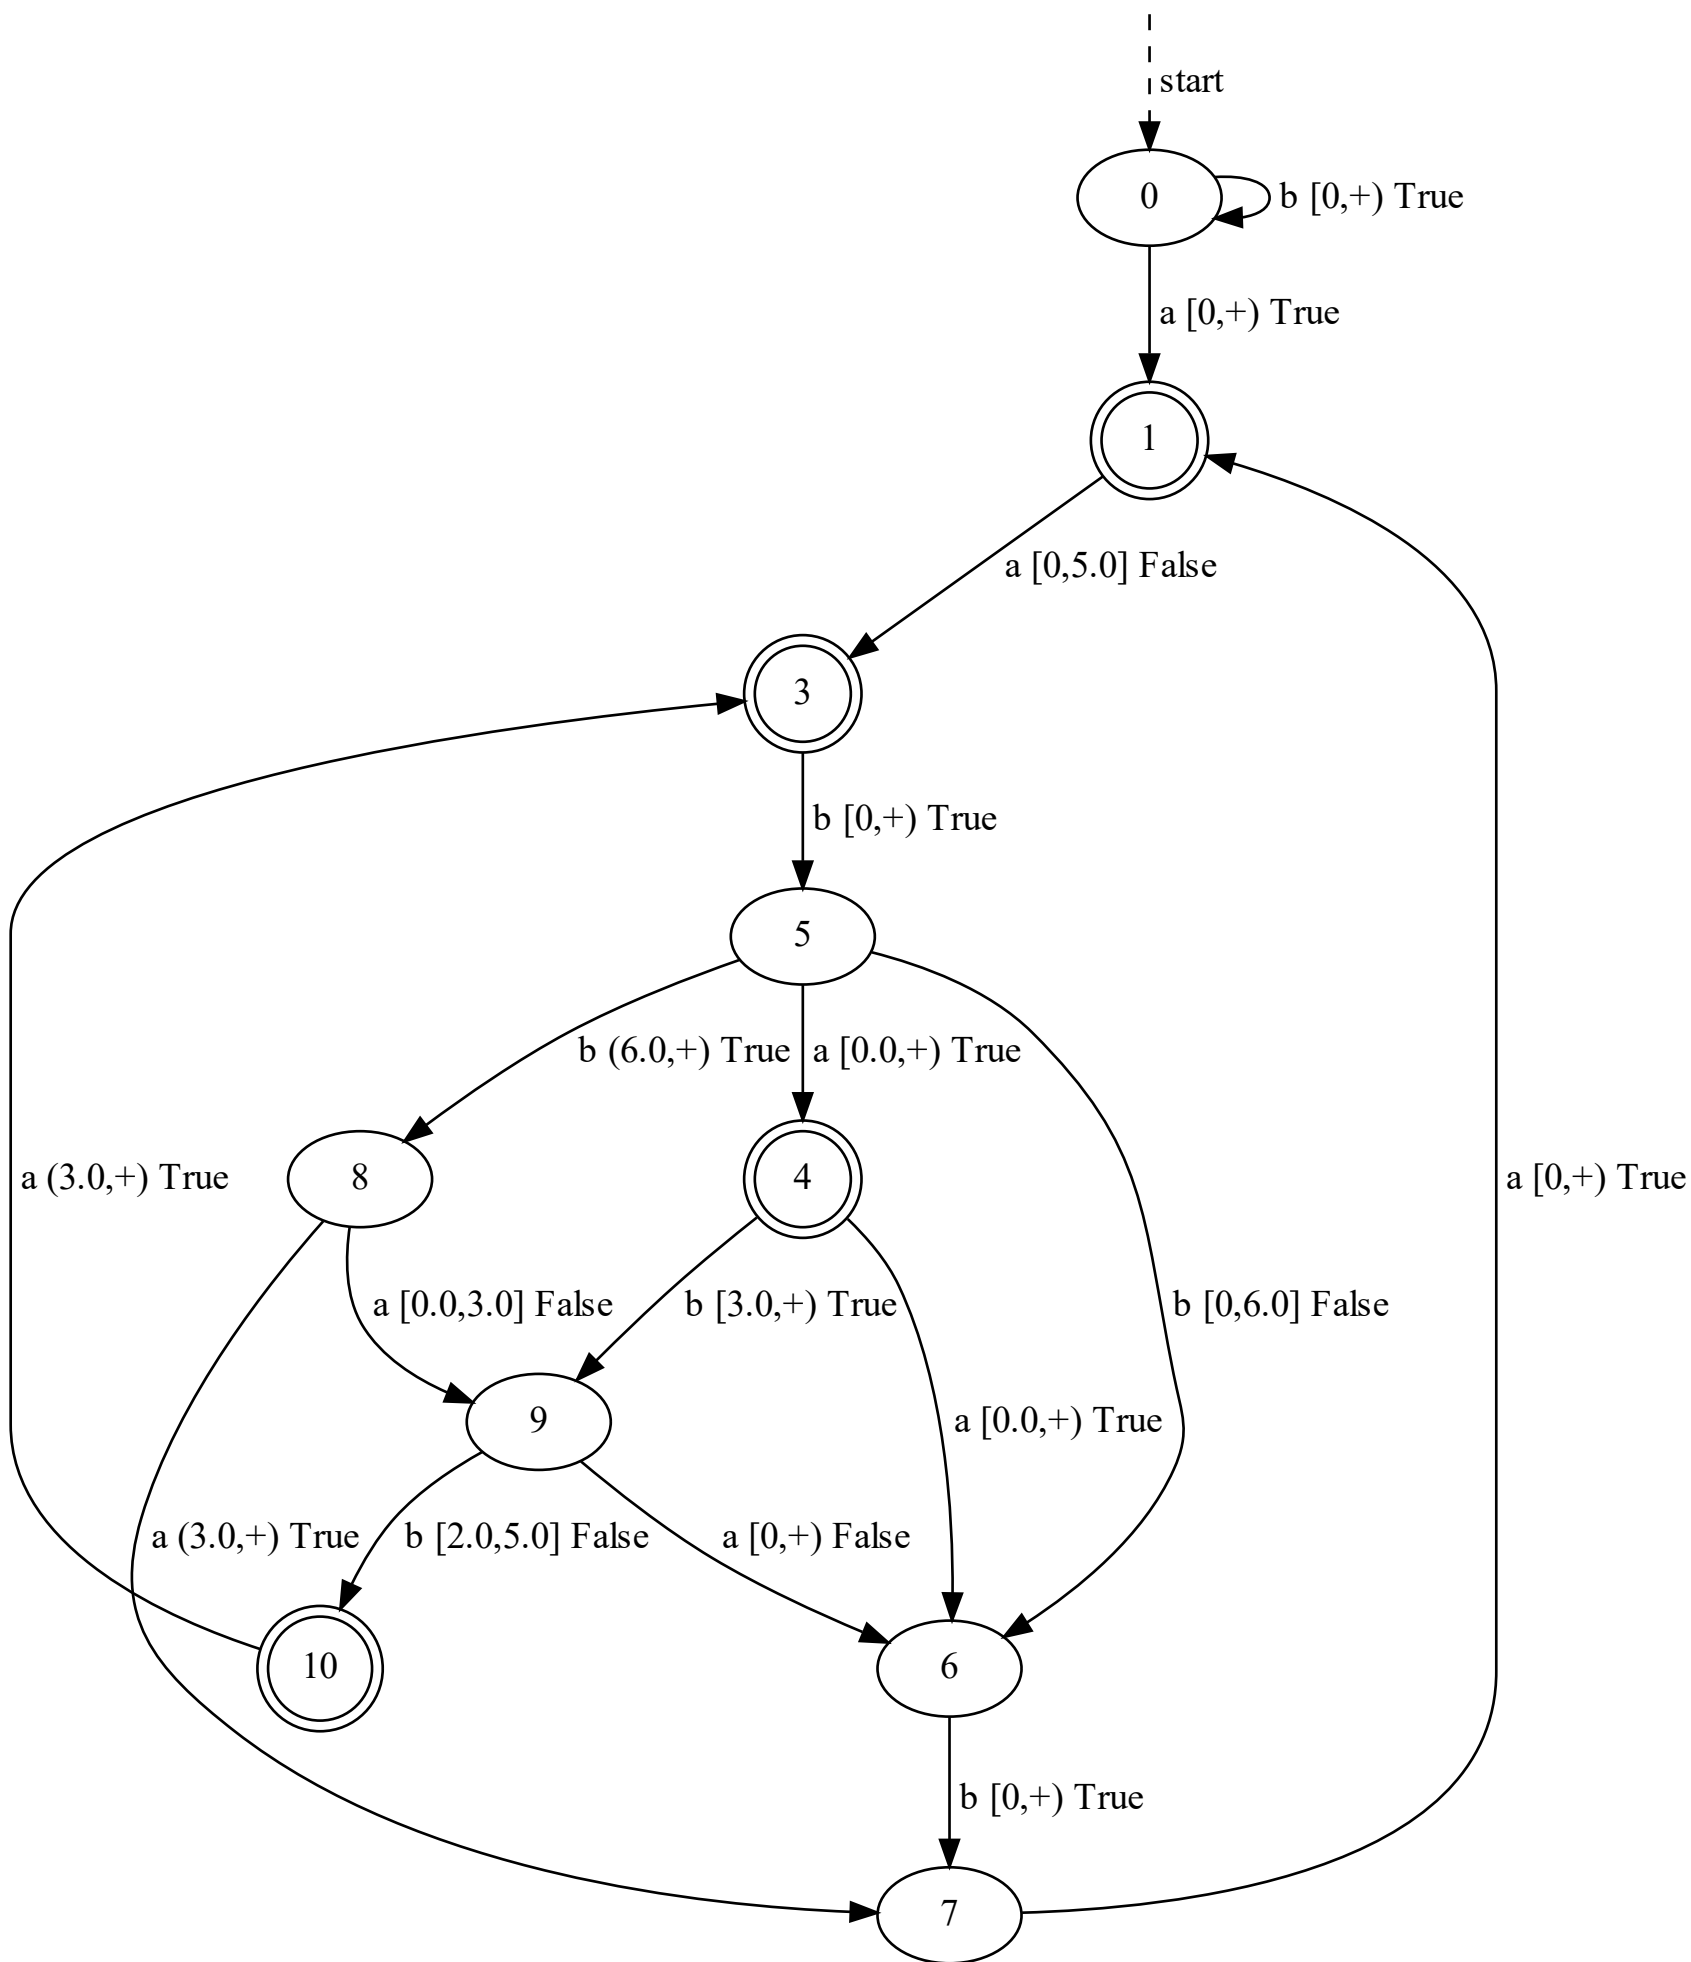 start
0
b [0,+) True
a [0,+) True
1
a [0,5.0] False
3
b [0,+) True
5
b (6.0,+) True
a [0.0,+) True
a (3.0,+) True
8
4
a [0,+) True
a [0.0,3.0] False
b [3.0,+) True
b [0,6.0] False
9
a [0.0,+) True
a (3.0,+) True
b [2.0,5.0] False
a [0,+) False
10
6
b [0,+) True
7